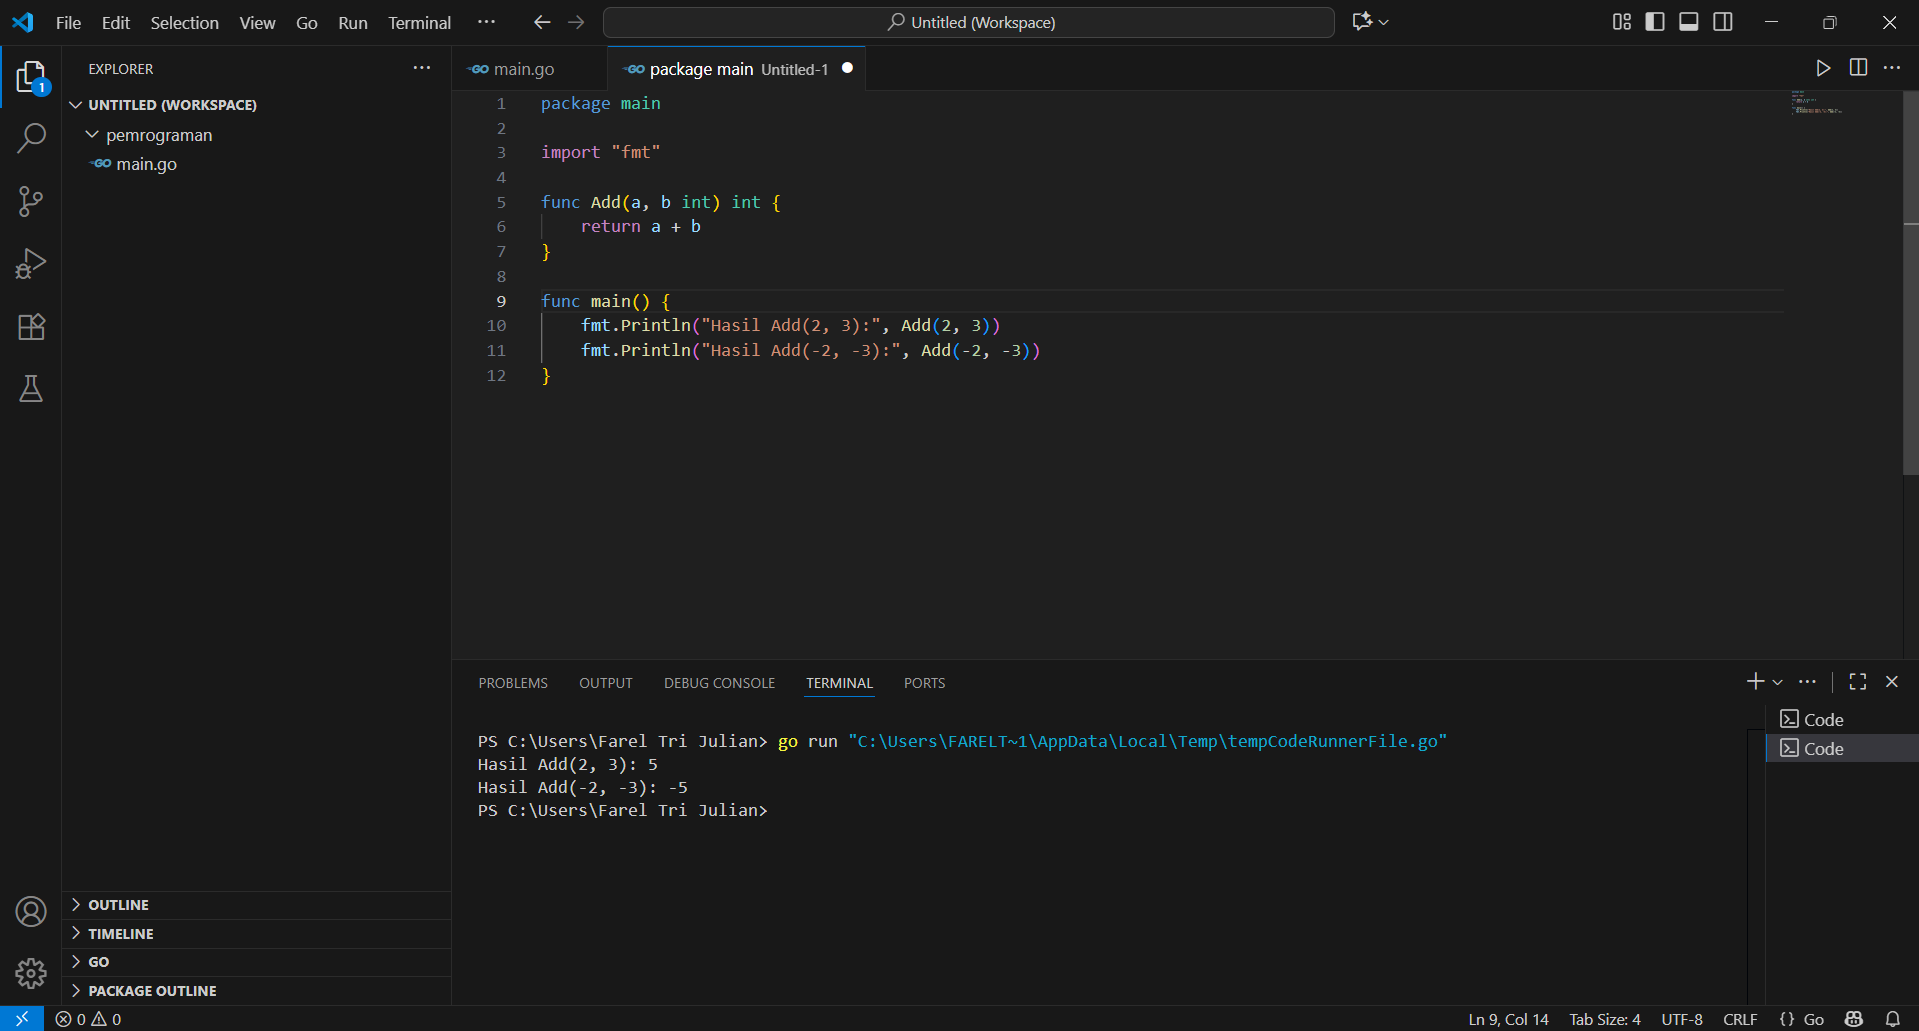 File Edit Selection View Go Run Terminal ··· Untitled (Workspace)
EXPLORER ···
1
UNTITLED (WORKSPACE)
pemrograman
GO main.go
GO main.go
GO package main Untitled-1
1 package main
2
3 import "fmt"
4
5 func Add(a, b int) int {
6 return a + b
7 }
8
9 func main() {
10 fmt.Println("Hasil Add(2, 3):", Add(2, 3))
11 fmt.Println("Hasil Add(-2, -3):", Add(-2, -3))
12 }
PROBLEMS OUTPUT DEBUG CONSOLE TERMINAL PORTS
PS C:\Users\Farel Tri Julian> go run "C:\Users\FARELT~1\AppData\Local\Temp\tempCodeRunnerFile.go"
Hasil Add(2, 3): 5
Hasil Add(-2, -3): -5
PS C:\Users\Farel Tri Julian>
Code
Code
OUTLINE
TIMELINE
GO
PACKAGE OUTLINE
0 0 Ln 9, Col 14 Tab Size: 4 UTF-8 CRLF {} Go